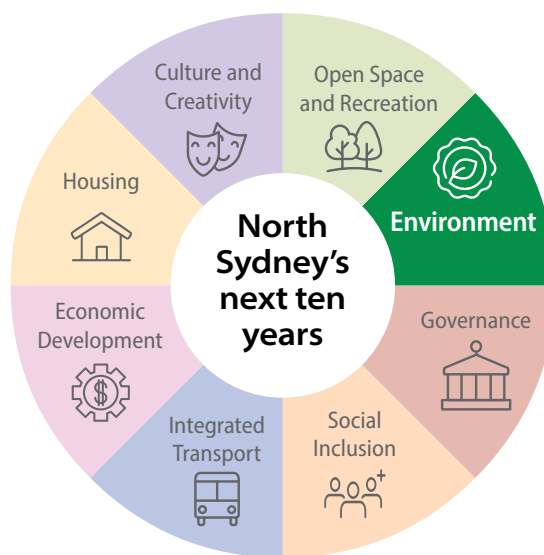 Culture and
Creativity
Open Space
and Recreation
Environment
Housing
North
Sydney's
next ten
years
Economic
Development
Governance
Integrated
Transport
Social
Inclusion
$